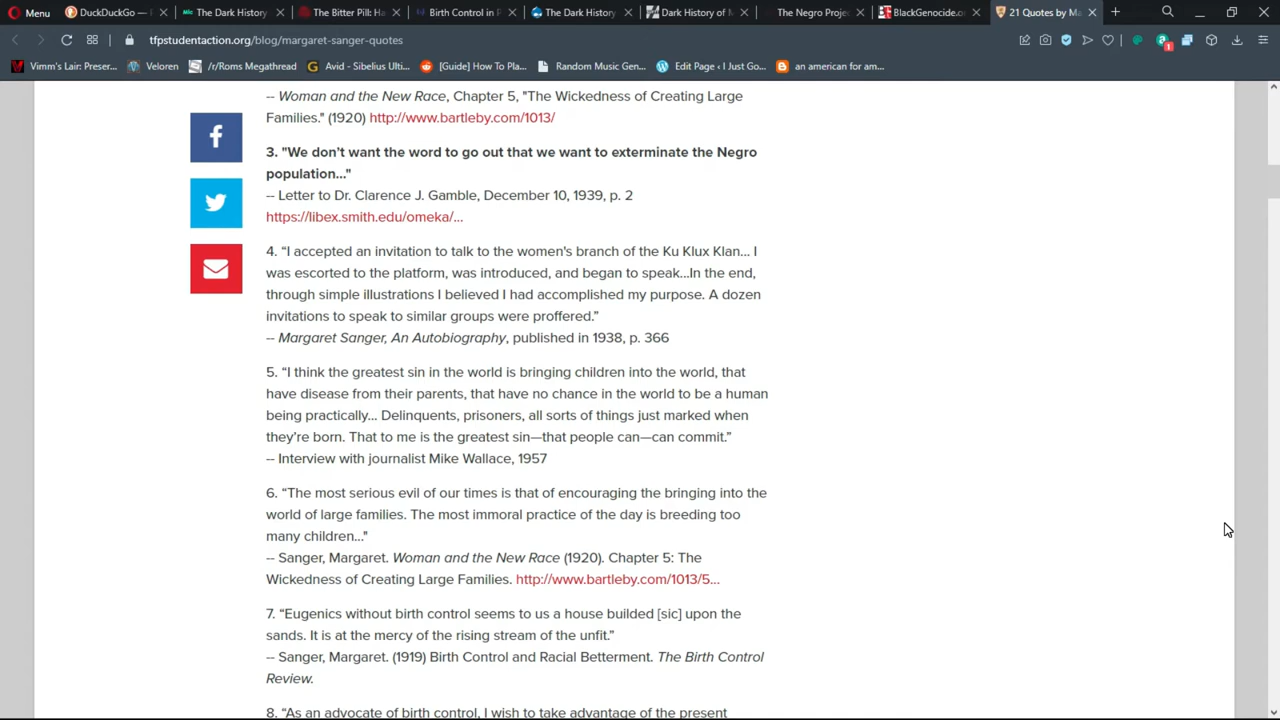 Menu
DuckDuckGo —
The Dark History
The Bitter Pill: Ha
Birth Control in P
The Dark History
Dark History of M
The Negro Proje
BlackGenocide.o
21 Quotes by Ma
tfpstudentaction.org/blog/margaret-sanger-quotes
1
Vimm's Lair: Preser...
Veloren
/r/Roms Megathread
Avid - Sibelius Ulti...
[Guide] How To Pla...
Random Music Gen...
Edit Page ‹ I Just Go...
an american for am...
-- Woman and the New Race, Chapter 5, "The Wickedness of Creating Large
Families." (1920) http://www.bartleby.com/1013/
3. "We don’t want the word to go out that we want to exterminate the Negro
population..."
-- Letter to Dr. Clarence J. Gamble, December 10, 1939, p. 2
https://libex.smith.edu/omeka/...
4. “I accepted an invitation to talk to the women's branch of the Ku Klux Klan... I
was escorted to the platform, was introduced, and began to speak...In the end,
through simple illustrations I believed I had accomplished my purpose. A dozen
invitations to speak to similar groups were proffered.”
-- Margaret Sanger, An Autobiography, published in 1938, p. 366
5. “I think the greatest sin in the world is bringing children into the world, that
have disease from their parents, that have no chance in the world to be a human
being practically... Delinquents, prisoners, all sorts of things just marked when
they’re born. That to me is the greatest sin—that people can—can commit.”
-- Interview with journalist Mike Wallace, 1957
6. “The most serious evil of our times is that of encouraging the bringing into the
world of large families. The most immoral practice of the day is breeding too
many children..."
-- Sanger, Margaret. Woman and the New Race (1920). Chapter 5: The
Wickedness of Creating Large Families. http://www.bartleby.com/1013/5...
7. “Eugenics without birth control seems to us a house builded [sic] upon the
sands. It is at the mercy of the rising stream of the unfit.”
-- Sanger, Margaret. (1919) Birth Control and Racial Betterment. The Birth Control
Review.
8. “As an advocate of birth control, I wish to take advantage of the present